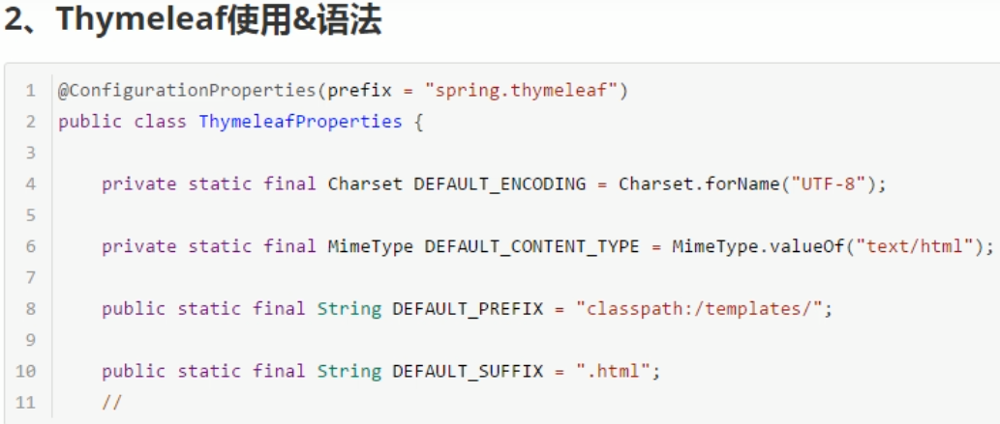 2、Thymeleaf使用&语法
1 @ConfigurationProperties(prefix = "spring.thymeleaf")
2 public class ThymeleafProperties {
3
4 private static final Charset DEFAULT_ENCODING = Charset.forName("UTF-8");
5
6 private static final MimeType DEFAULT_CONTENT_TYPE = MimeType.valueOf("text/html");
7
8 public static final String DEFAULT_PREFIX = "classpath:/templates/";
9
10 public static final String DEFAULT_SUFFIX = ".html";
11 //